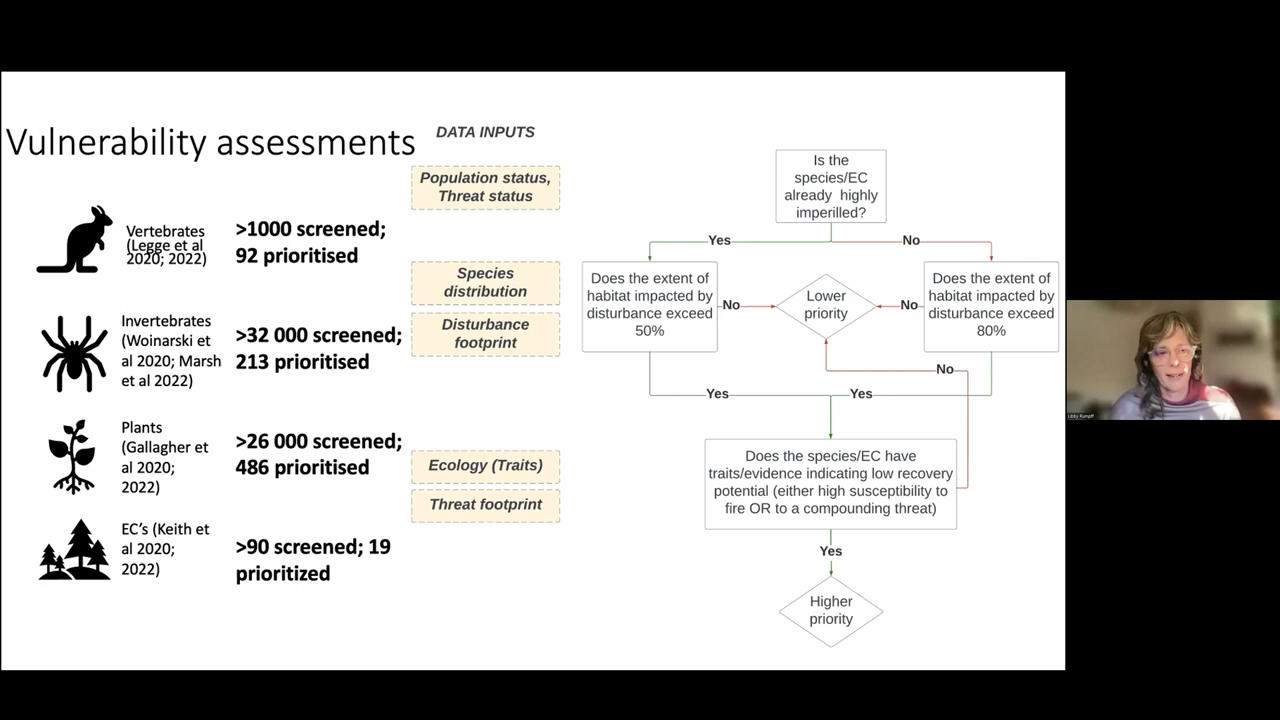 Vulnerability assessments
Vertebrates
(Legge et al
2020; 2022)
>1000 screened;
92 prioritised
Invertebrates
(Woinarski et
al 2020; Marsh
et al 2022)
>32 000 screened;
213 prioritised
Plants
(Gallagher et
al 2020;
2022)
>26 000 screened;
486 prioritised
EC's (Keith et
al 2020;
2022)
>90 screened; 19
prioritized
DATA INPUTS
Population status,
Threat status
Species
distribution
Disturbance
footprint
Ecology (Traits)
Threat footprint
Is the
species/EC
already highly
imperilled?
Yes
No
Does the extent of
habitat impacted by
disturbance exceed
50%
No
Lower
priority
No
Does the extent of
habitat impacted by
disturbance exceed
80%
No
Yes
Yes
Does the species/EC have
traits/evidence indicating low recovery
potential (either high susceptibility to
fire OR to a compounding threat)
Yes
Higher
priority
Libby Rumpff